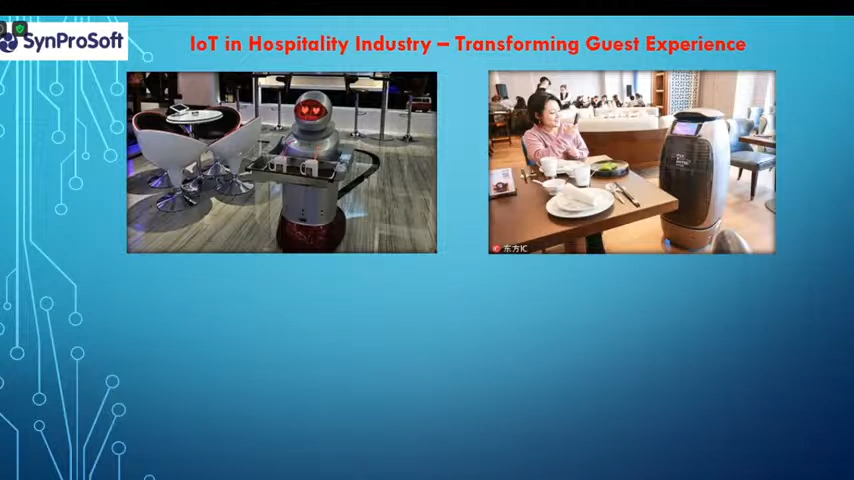 SynProSoft
IoT in Hospitality Industry – Transforming Guest Experience
东方IC